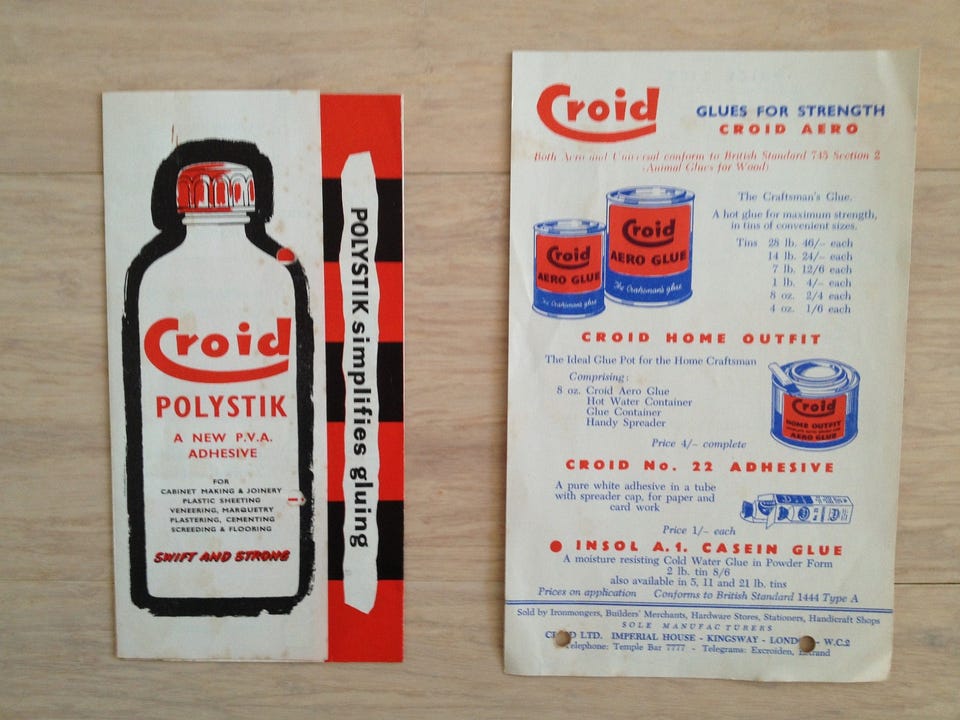 Croid
POLYSTIK
A NEW P.V.A.
ADHESIVE
FOR
CABINET MAKING & JOINERY
PLASTIC SHEETING
VENEERING, MARQUETRY
PLASTERING, CEMENTING
SCREEDING & FLOORING
SWIFT AND STRONG
POLYSTIK simplifies gluing
Croid
GLUES FOR STRENGTH
CROID AERO
Both Aero and Universal conform to British Standard 745 Section 2
(Animal Glues for Wood)
Croid
AERO GLUE
The Craftsman's glue
Croid
AERO GLUE
The Craftsman's glue
The Craftsman's Glue.
A hot glue for maximum strength,
in tins of convenient sizes.
Tins 28 lb. 46/– each
14 lb. 24/– each
7 lb. 12/6 each
1 lb. 4/– each
8 oz. 2/4 each
4 oz. 1/6 each
CROID HOME OUTFIT
The Ideal Glue Pot for the Home Craftsman
Comprising:
8 oz. Croid Aero Glue
Hot Water Container
Glue Container
Handy Spreader
Price 4/– complete
Croid
HOME OUTFIT
AERO GLUE
CROID No. 22 ADHESIVE
A pure white adhesive in a tube
with spreader cap, for paper and
card work
Price 1/– each
INSOL A.1. CASEIN GLUE
A moisture resisting Cold Water Glue in Powder Form
2 lb. tin 8/6
also available in 5, 11 and 21 lb. tins
Prices on application Conforms to British Standard 1444 Type A
Sold by Ironmongers, Builders' Merchants, Hardware Stores, Stationers, Handicraft Shops
SOLE MANUFACTURERS
LTD. IMPERIAL HOUSE - KINGSWAY - W.C.2
Temple Bar 7777 - Telegrams: Excroiden,